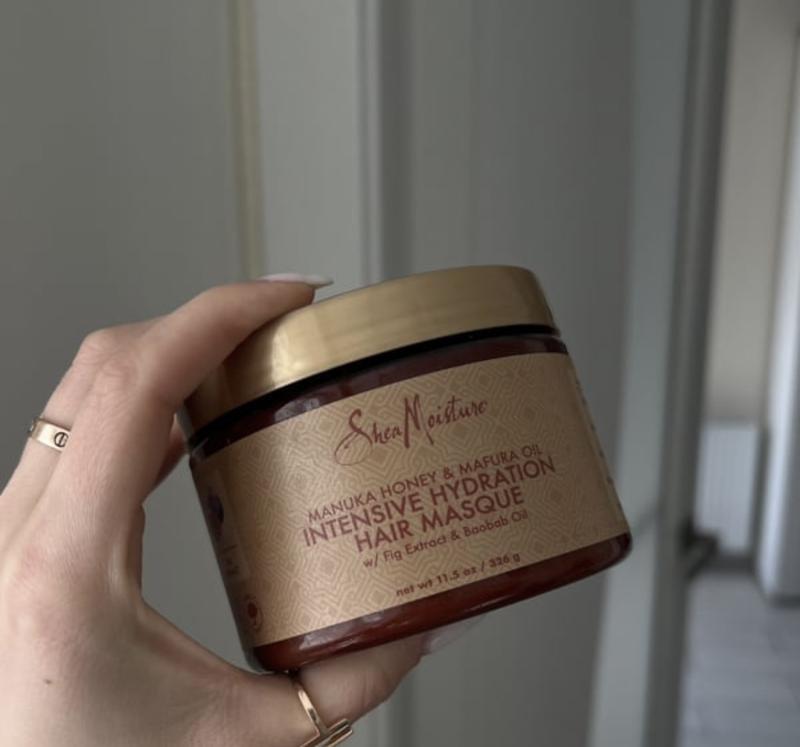 SheaMoisture
MANUKA HONEY & MAFURA OIL
INTENSIVE HYDRATION
HAIR MASQUE
w/ Fig Extract & Baobab Oil
net wt 11.5 oz / 326 g